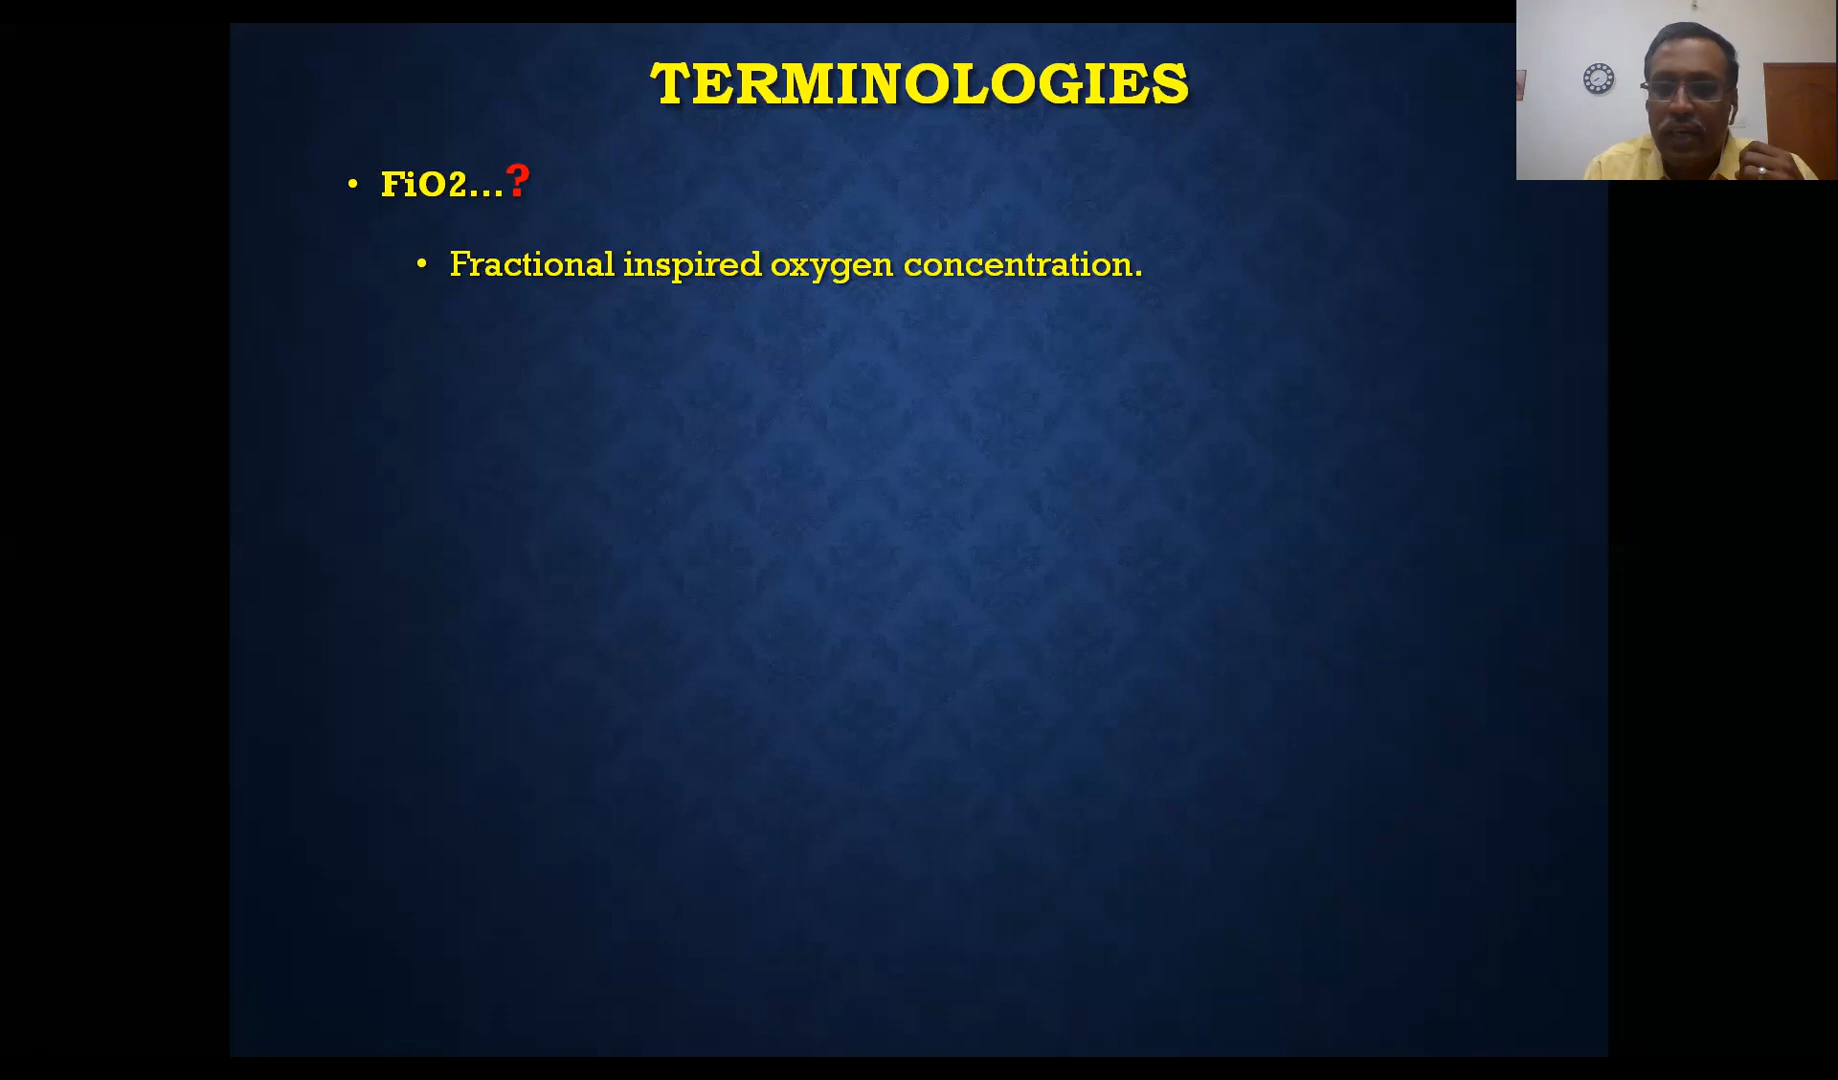 TERMINOLOGIES
• FiO2...?
• Fractional inspired oxygen concentration.